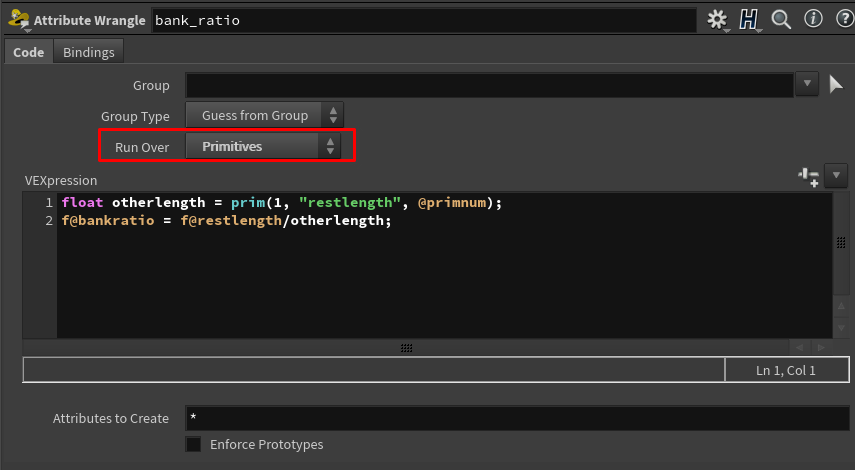 Attribute Wrangle bank_ratio
Code Bindings
Group
Group Type Guess from Group
Run Over Primitives
VEXpression
1 float otherlength = prim(1, "restlength", @primnum);
2 f@bankratio = f@restlength/otherlength;
Ln 1, Col 1
Attributes to Create *
Enforce Prototypes